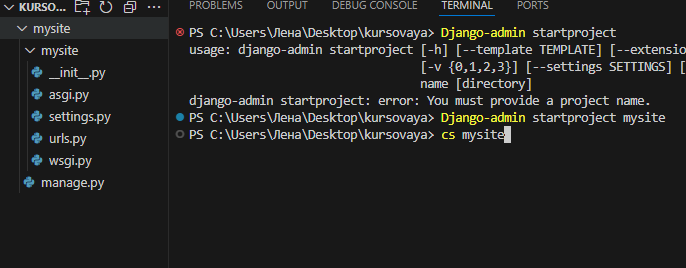 KURSO...
mysite
mysite
__init__.py
asgi.py
settings.py
urls.py
wsgi.py
manage.py
PROBLEMS OUTPUT DEBUG CONSOLE TERMINAL PORTS
PS C:\Users\Лена\Desktop\kursovaya> Django-admin startproject
usage: django-admin startproject [-h] [--template TEMPLATE] [--extensio
[-v {0,1,2,3}] [--settings SETTINGS] [
name [directory]
django-admin startproject: error: You must provide a project name.
PS C:\Users\Лена\Desktop\kursovaya> Django-admin startproject mysite
PS C:\Users\Лена\Desktop\kursovaya> cs mysite